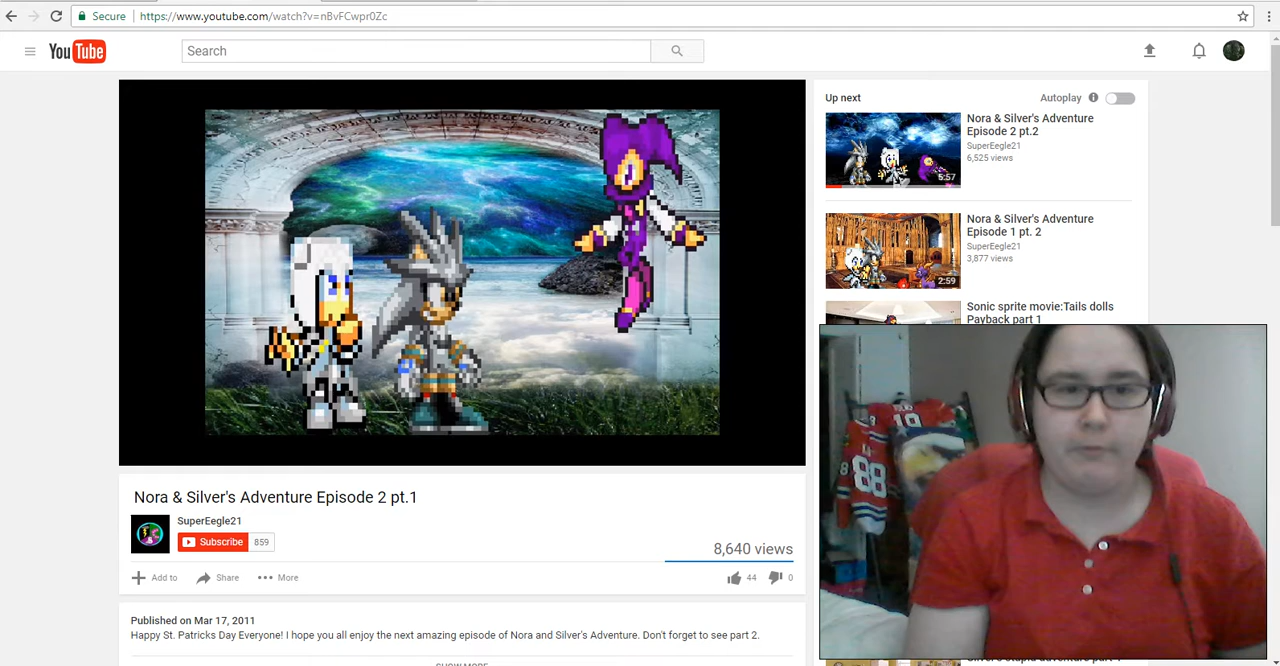 Secure https://www.youtube.com/watch?v=nBvFCwpr0Zc
YouTube
Search
Up next
Autoplay
Nora & Silver's Adventure
Episode 2 pt.2
SuperEegle21
6,525 views
5:57
Nora & Silver's Adventure
Episode 1 pt. 2
SuperEegle21
3,877 views
2:59
Sonic sprite movie:Tails dolls
Payback part 1
88
Nora & Silver's Adventure Episode 2 pt.1
SuperEegle21
Subscribe 859
8,640 views
Add to Share More
44 0
Published on Mar 17, 2011
Happy St. Patricks Day Everyone! I hope you all enjoy the next amazing episode of Nora and Silver's Adventure. Don't forget to see part 2.
SHOW MORE